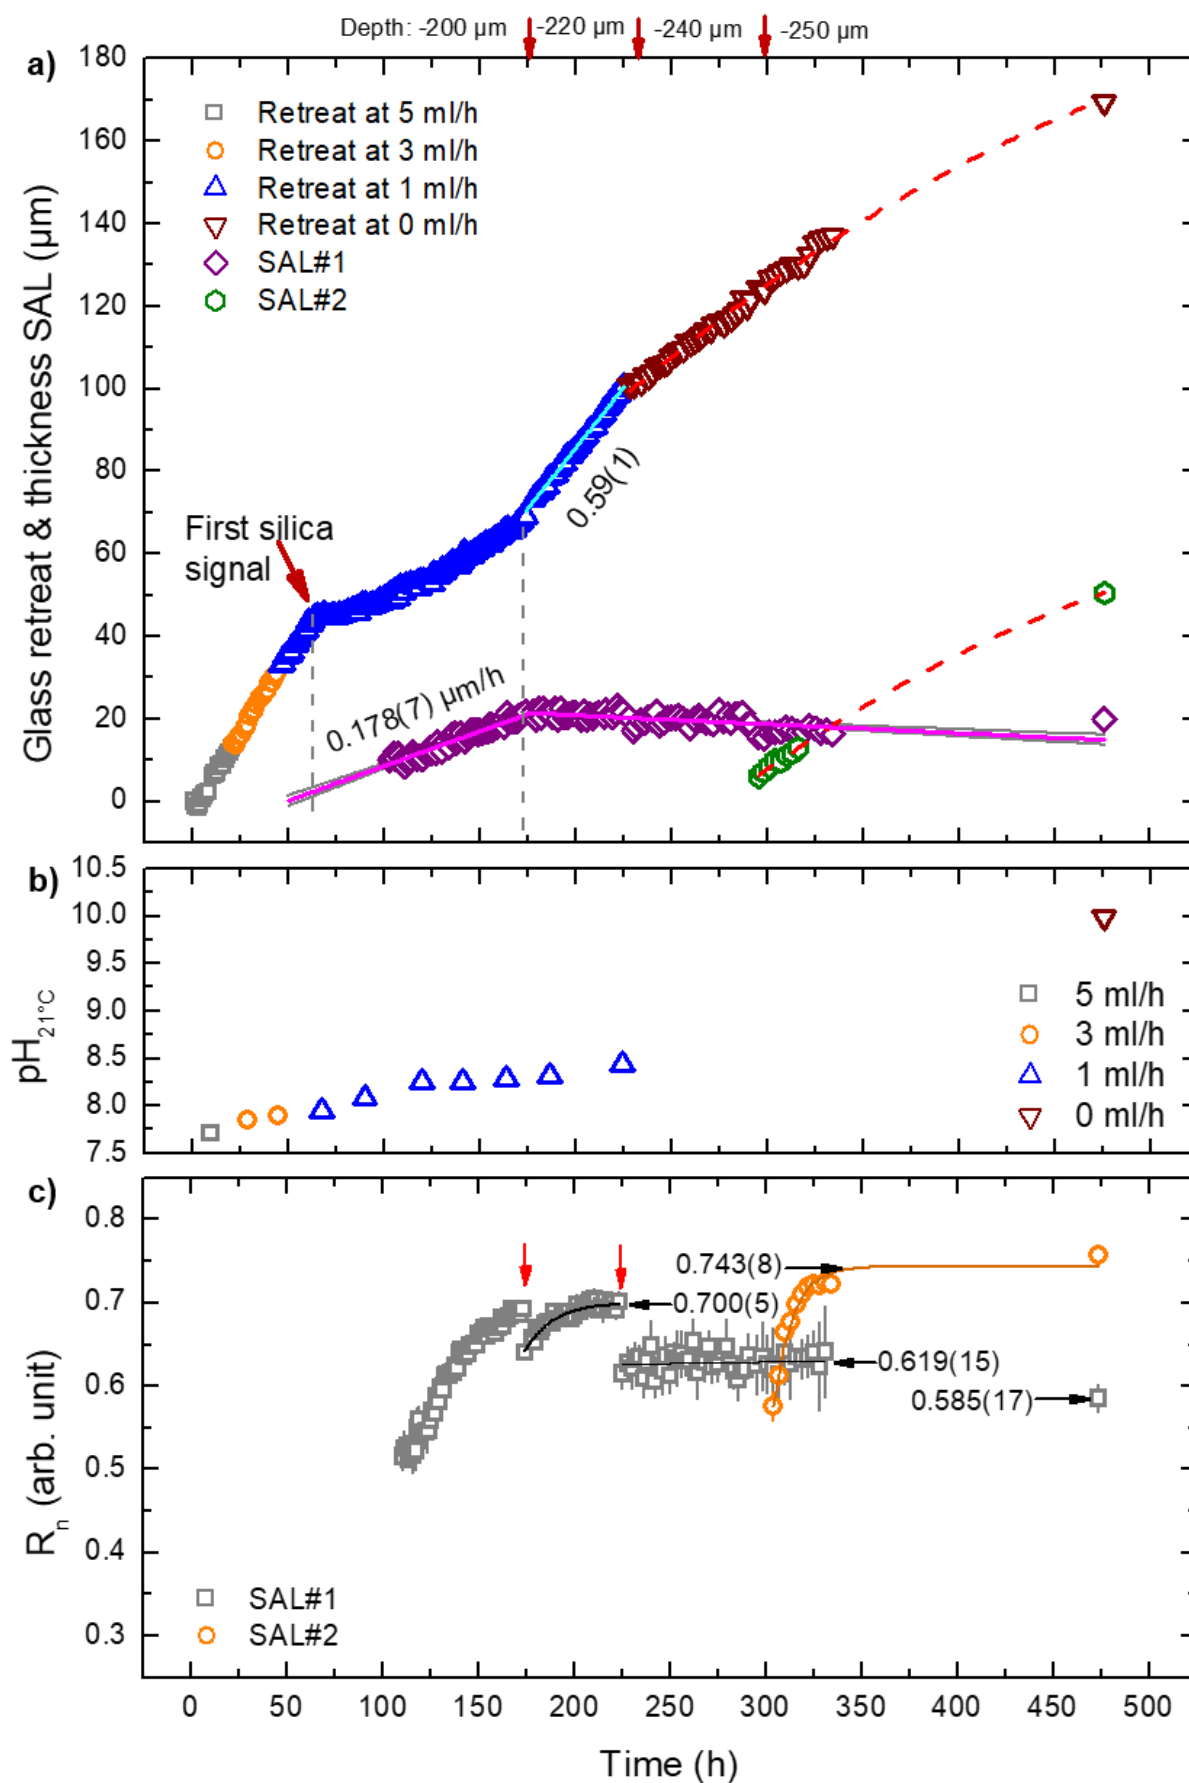 Depth: -200 µm -220 µm -240 µm -250 µm
a)
180
160
140
120
100
80
60
40
20
0
Glass retreat & thickness SAL (µm)
Retreat at 5 ml/h
Retreat at 3 ml/h
Retreat at 1 ml/h
Retreat at 0 ml/h
SAL#1
SAL#2
First silica
signal
0.59(1)
0.178(7) µm/h
b)
10.5
10.0
9.5
9.0
8.5
8.0
7.5
pH21°C
5 ml/h
3 ml/h
1 ml/h
0 ml/h
c)
0.8
0.7
0.6
0.5
0.4
0.3
Rn (arb. unit)
0.743(8)
0.700(5)
0.619(15)
0.585(17)
SAL#1
SAL#2
0 50 100 150 200 250 300 350 400 450 500
Time (h)